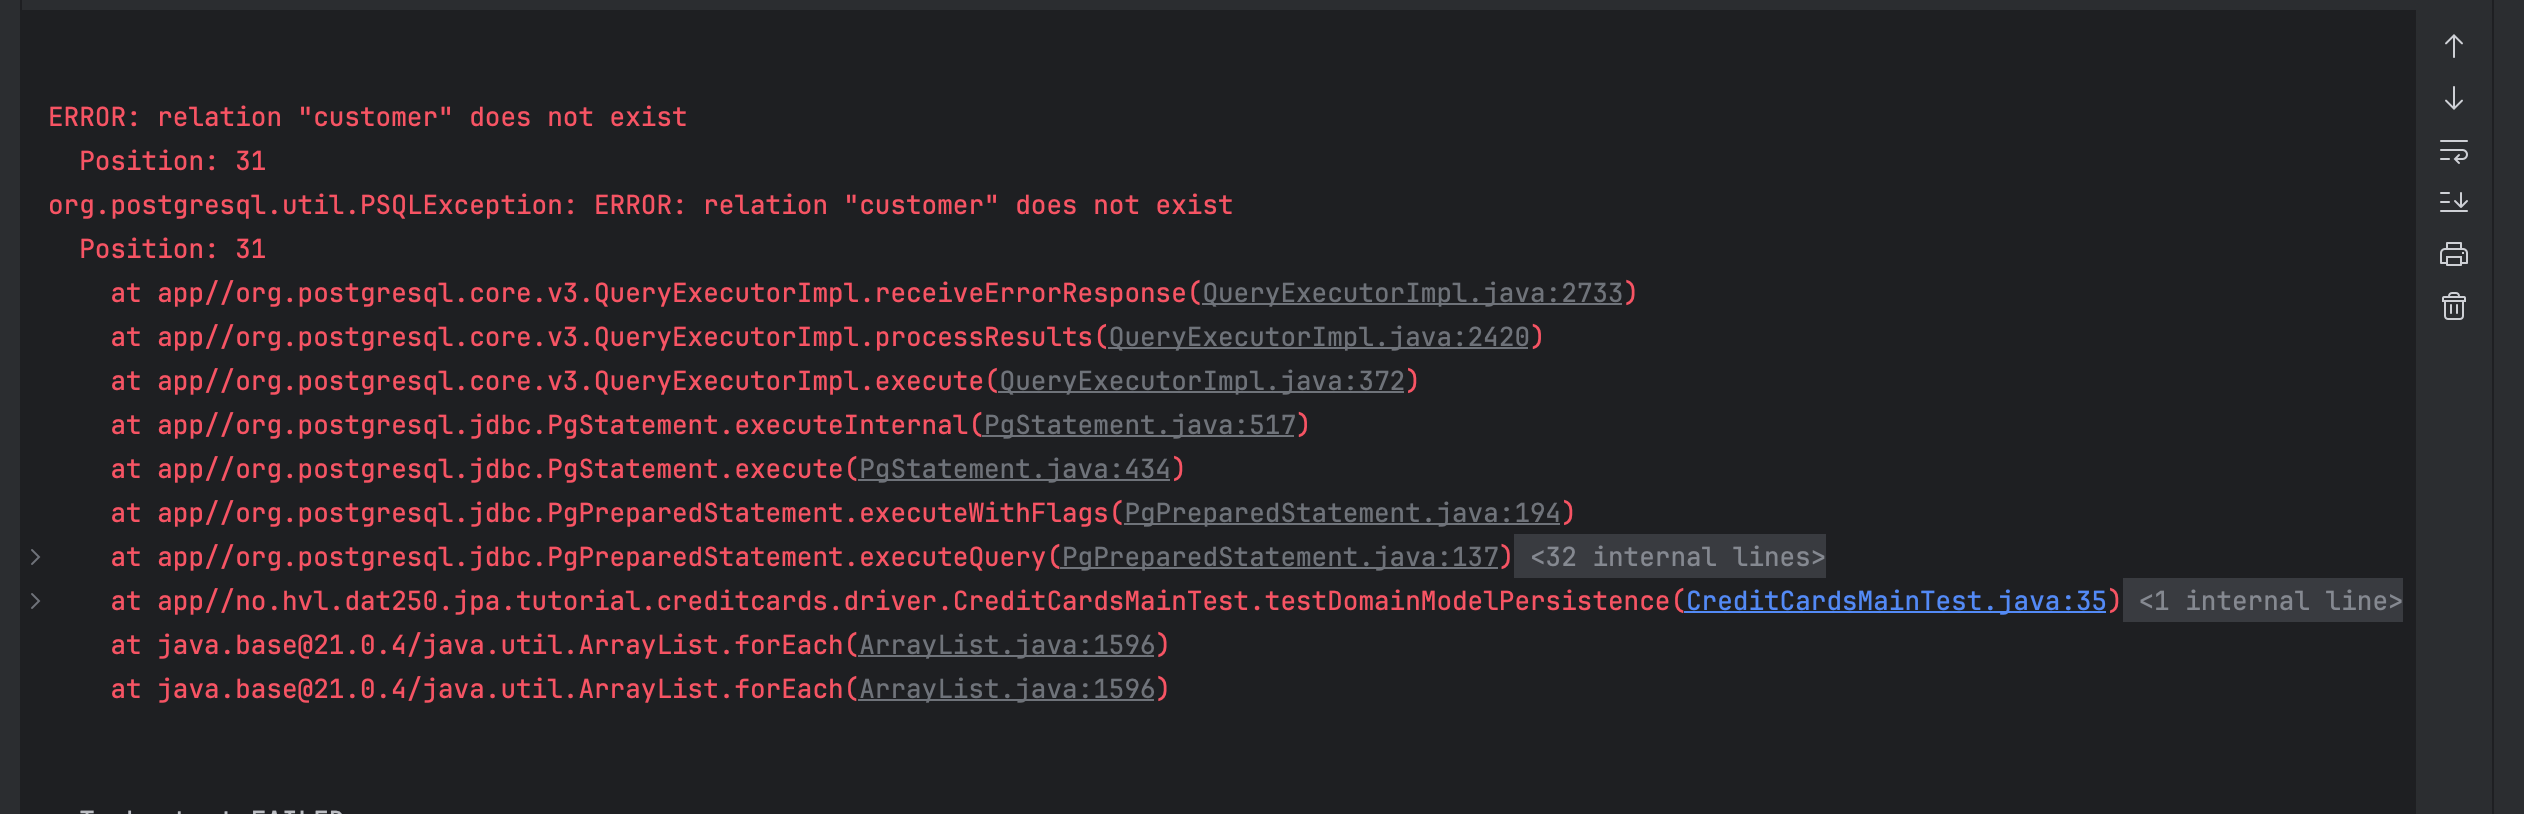 ERROR: relation "customer" does not exist
  Position: 31
org.postgresql.util.PSQLException: ERROR: relation "customer" does not exist
  Position: 31
    at app//org.postgresql.core.v3.QueryExecutorImpl.receiveErrorResponse(QueryExecutorImpl.java:2733)
    at app//org.postgresql.core.v3.QueryExecutorImpl.processResults(QueryExecutorImpl.java:2420)
    at app//org.postgresql.core.v3.QueryExecutorImpl.execute(QueryExecutorImpl.java:372)
    at app//org.postgresql.jdbc.PgStatement.executeInternal(PgStatement.java:517)
    at app//org.postgresql.jdbc.PgStatement.execute(PgStatement.java:434)
    at app//org.postgresql.jdbc.PgPreparedStatement.executeWithFlags(PgPreparedStatement.java:194)
    at app//org.postgresql.jdbc.PgPreparedStatement.executeQuery(PgPreparedStatement.java:137) <32 internal lines>
    at app//no.hvl.dat250.jpa.tutorial.creditcards.driver.CreditCardsMainTest.testDomainModelPersistence(CreditCardsMainTest.java:35) <1 internal line>
    at java.base@21.0.4/java.util.ArrayList.forEach(ArrayList.java:1596)
    at java.base@21.0.4/java.util.ArrayList.forEach(ArrayList.java:1596)